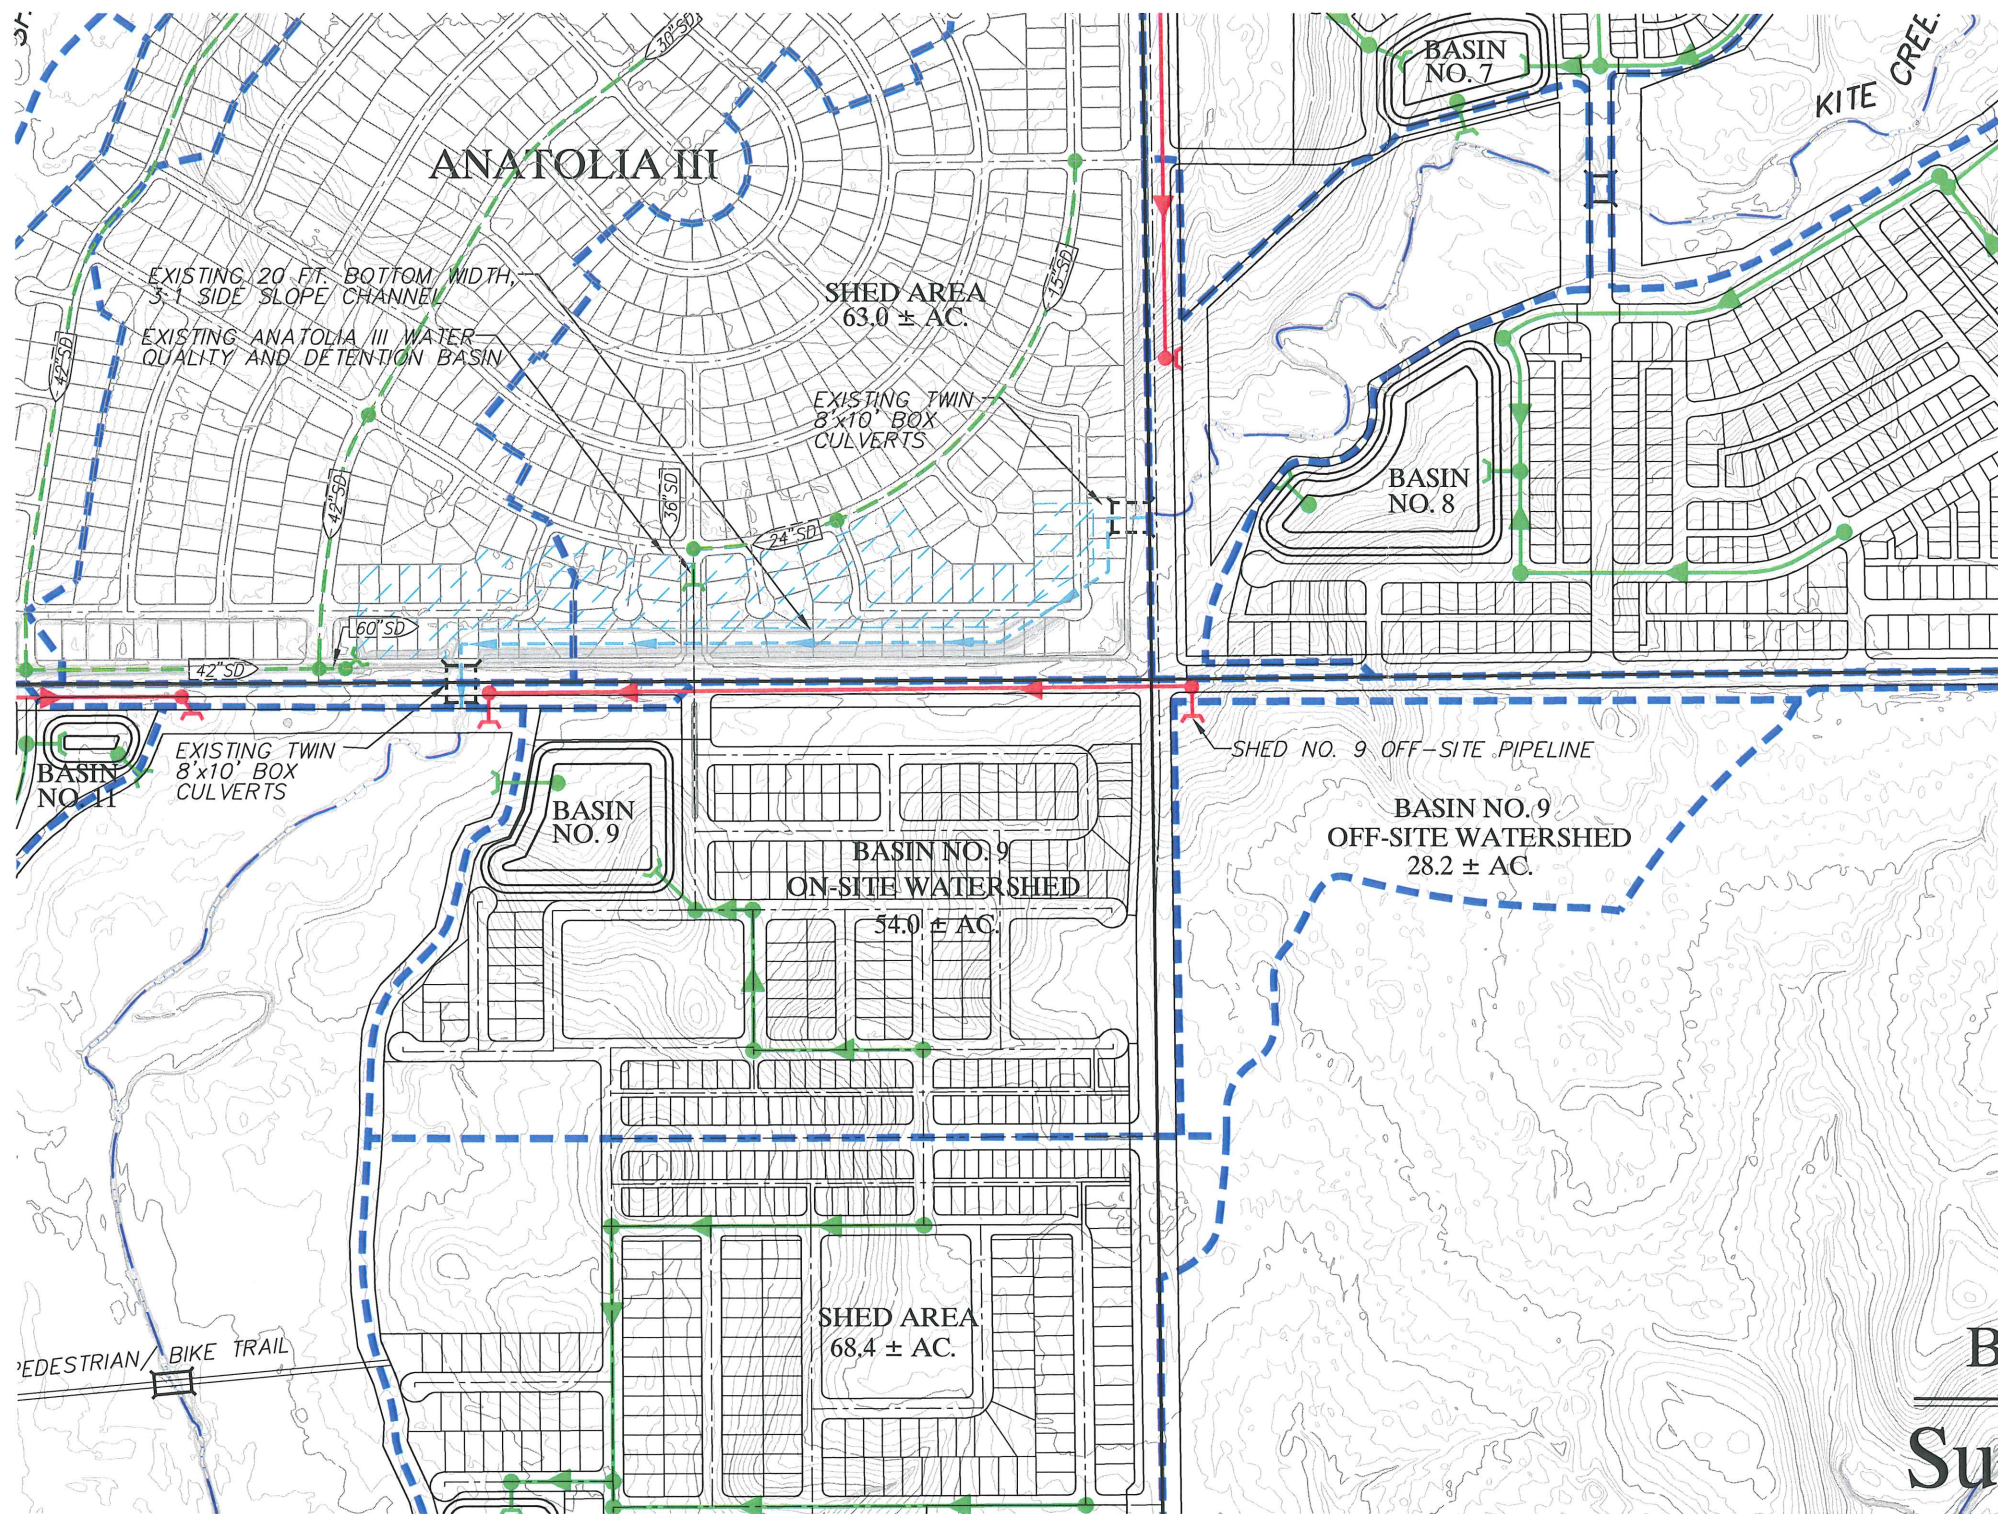 BASIN
NO. 7
KITE CREE
30"SD
ANATOLIA III
EXISTING 20 FT. BOTTOM WIDTH,
3:1 SIDE SLOPE CHANNEL
SHED AREA
63.0 ± AC.
15"SD
EXISTING ANATOLIA III WATER
QUALITY AND DETENTION BASIN
42"SD
EXISTING TWIN
8'x10' BOX
CULVERTS
42"SD
36"SD
24"SD
BASIN
NO. 8
60"SD
42"SD
EXISTING TWIN
8'x10' BOX
CULVERTS
BASIN
NO. 11
SHED NO. 9 OFF-SITE PIPELINE
BASIN
NO. 9
BASIN NO. 9
OFF-SITE WATERSHED
28.2 ± AC.
BASIN NO. 9
ON-SITE WATERSHED
54.0 ± AC.
SHED AREA
68.4 ± AC.
PEDESTRIAN/ BIKE TRAIL
B
Su